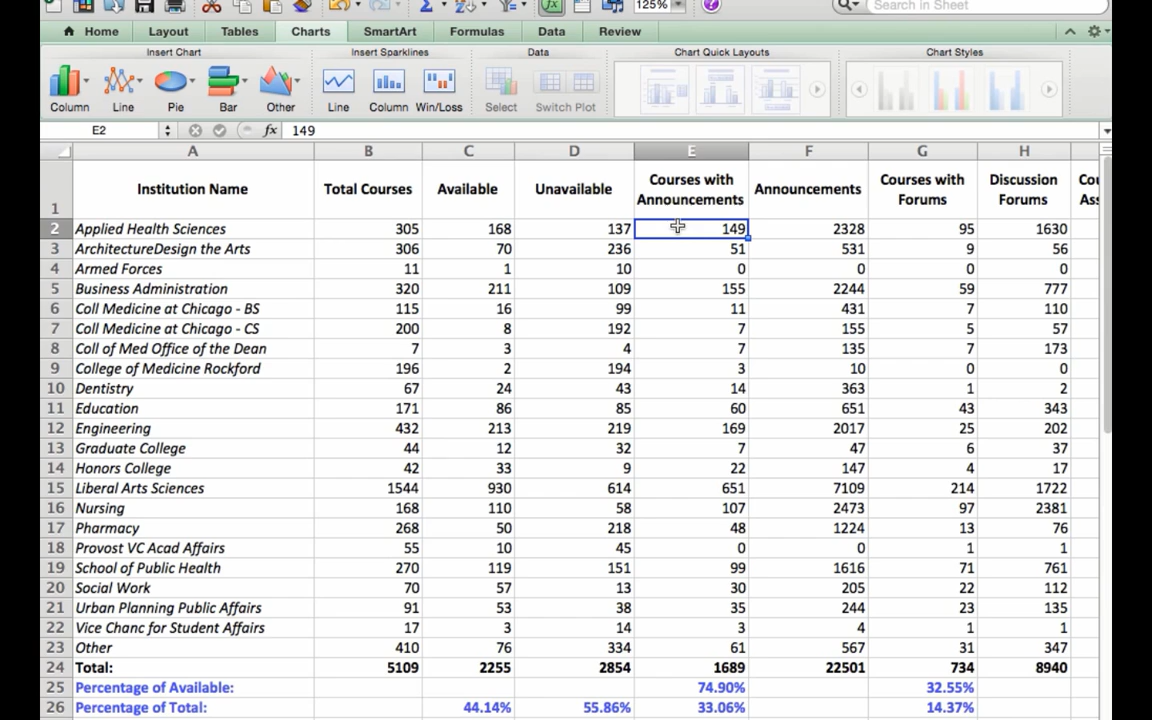 125%
Search in Sheet
Home Layout Tables Charts SmartArt Formulas Data Review
Insert Chart Insert Sparklines Data Chart Quick Layouts Chart Styles
Column Line Pie Bar Other Line Column Win/Loss Select Switch Plot
E2 fx 149
A B C D E F G H
1 Institution Name Total Courses Available Unavailable Courses with Announcements Announcements Courses with Forums Discussion Forums
2 Applied Health Sciences 305 168 137 149 2328 95 1630
3 ArchitectureDesign the Arts 306 70 236 51 531 9 56
4 Armed Forces 11 1 10 0 0 0 0
5 Business Administration 320 211 109 155 2244 59 777
6 Coll Medicine at Chicago - BS 115 16 99 11 431 7 110
7 Coll Medicine at Chicago - CS 200 8 192 7 155 5 57
8 Coll of Med Office of the Dean 7 3 4 7 135 7 173
9 College of Medicine Rockford 196 2 194 3 10 0 0
10 Dentistry 67 24 43 14 363 1 2
11 Education 171 86 85 60 651 43 343
12 Engineering 432 213 219 169 2017 25 202
13 Graduate College 44 12 32 7 47 6 37
14 Honors College 42 33 9 22 147 4 17
15 Liberal Arts Sciences 1544 930 614 651 7109 214 1722
16 Nursing 168 110 58 107 2473 97 2381
17 Pharmacy 268 50 218 48 1224 13 76
18 Provost VC Acad Affairs 55 10 45 0 0 1 1
19 School of Public Health 270 119 151 99 1616 71 761
20 Social Work 70 57 13 30 205 22 112
21 Urban Planning Public Affairs 91 53 38 35 244 23 135
22 Vice Chanc for Student Affairs 17 3 14 3 4 1 1
23 Other 410 76 334 61 567 31 347
24 Total: 5109 2255 2854 1689 22501 734 8940
25 Percentage of Available: 74.90% 32.55%
26 Percentage of Total: 44.14% 55.86% 33.06% 14.37%